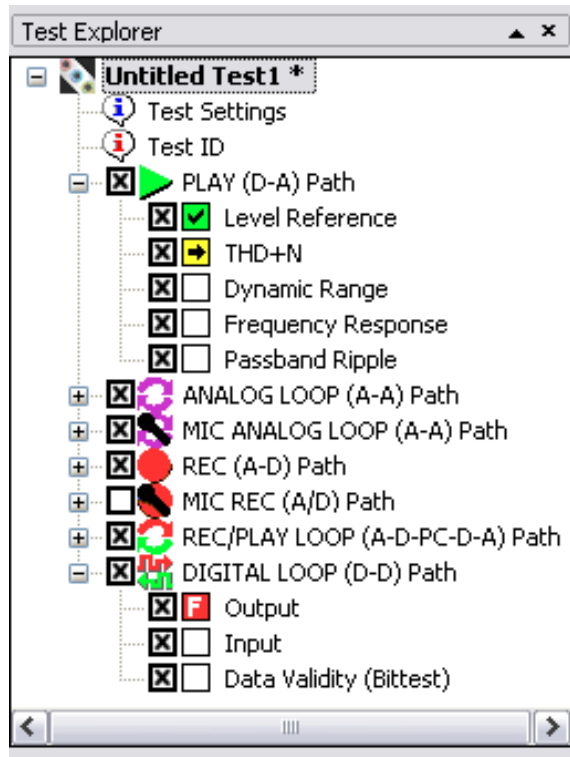 Test Explorer
Untitled Test1 *
Test Settings
Test ID
PLAY (D-A) Path
Level Reference
THD+N
Dynamic Range
Frequency Response
Passband Ripple
ANALOG LOOP (A-A) Path
MIC ANALOG LOOP (A-A) Path
REC (A-D) Path
MIC REC (A/D) Path
REC/PLAY LOOP (A-D-PC-D-A) Path
DIGITAL LOOP (D-D) Path
F Output
Input
Data Validity (Bittest)